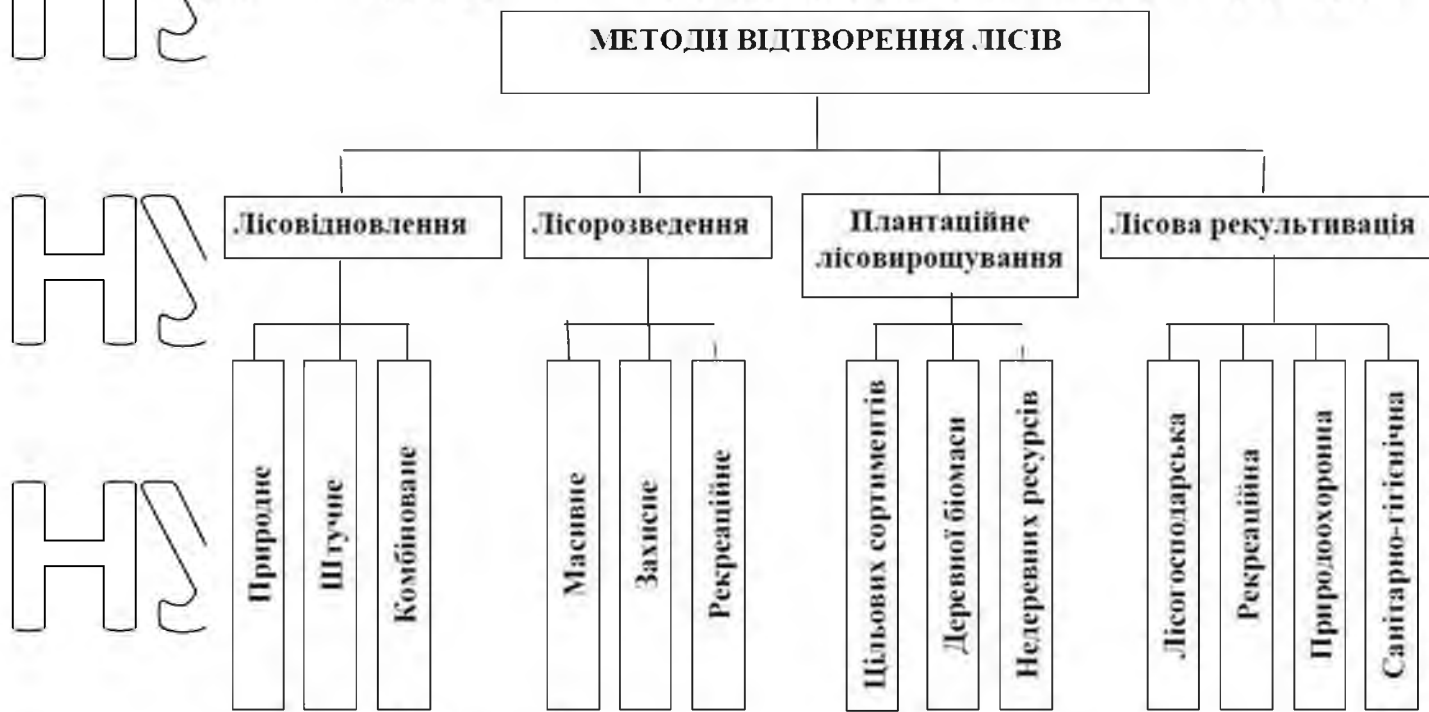 МЕТОДИ ВІДТВОРЕННЯ ЛІСІВ
Лісовідновлення
Лісорозведення
Плантаційне
лісовирощування
Лісова рекультивація
Природне
Штучне
Комбіноване
Масивне
Захисне
Рекреаційне
Цільових сортиментів
Деревної біомаси
Недеревних ресурсів
Лісогосподарська
Рекреаційна
Природоохоронна
Санітарно-гігієнічна